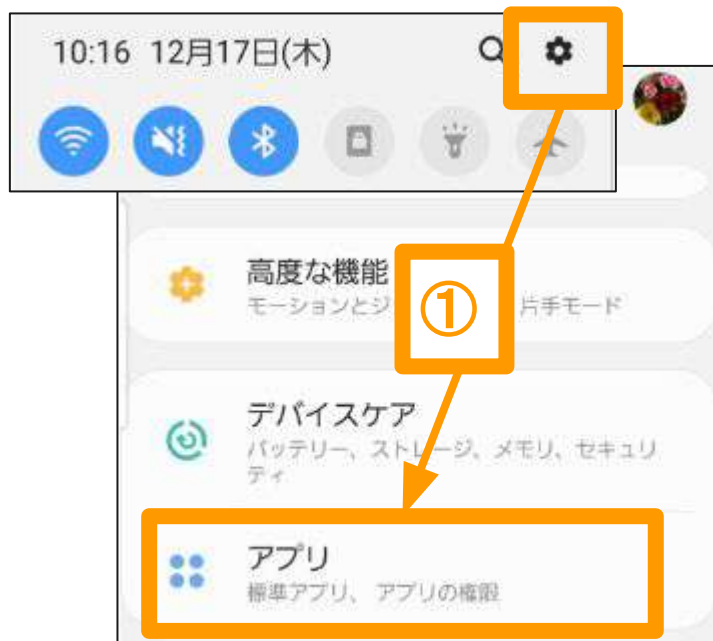 10:16 12月17日(木)
高度な機能
モーションとジ
片手モード
①
デバイスケア
バッテリー、ストレージ、メモリ、セキュリ
ティ
アプリ
標準アプリ、 アプリの権限